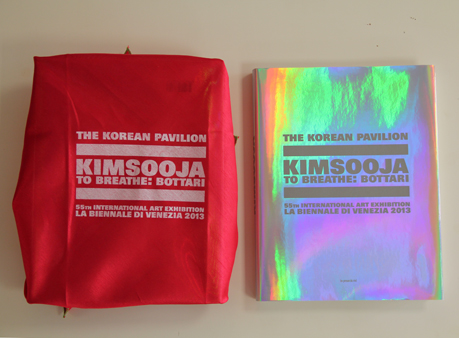 THE KOREAN PAVILION
KIMSOOJA
TO BREATHE: BOTTARI
55TH INTERNATIONAL ART EXHIBITION
LA BIENNALE DI VENEZIA 2013
THE KOREAN PAVILION
KIMSOOJA
TO BREATHE: BOTTARI
55TH INTERNATIONAL ART EXHIBITION
LA BIENNALE DI VENEZIA 2013